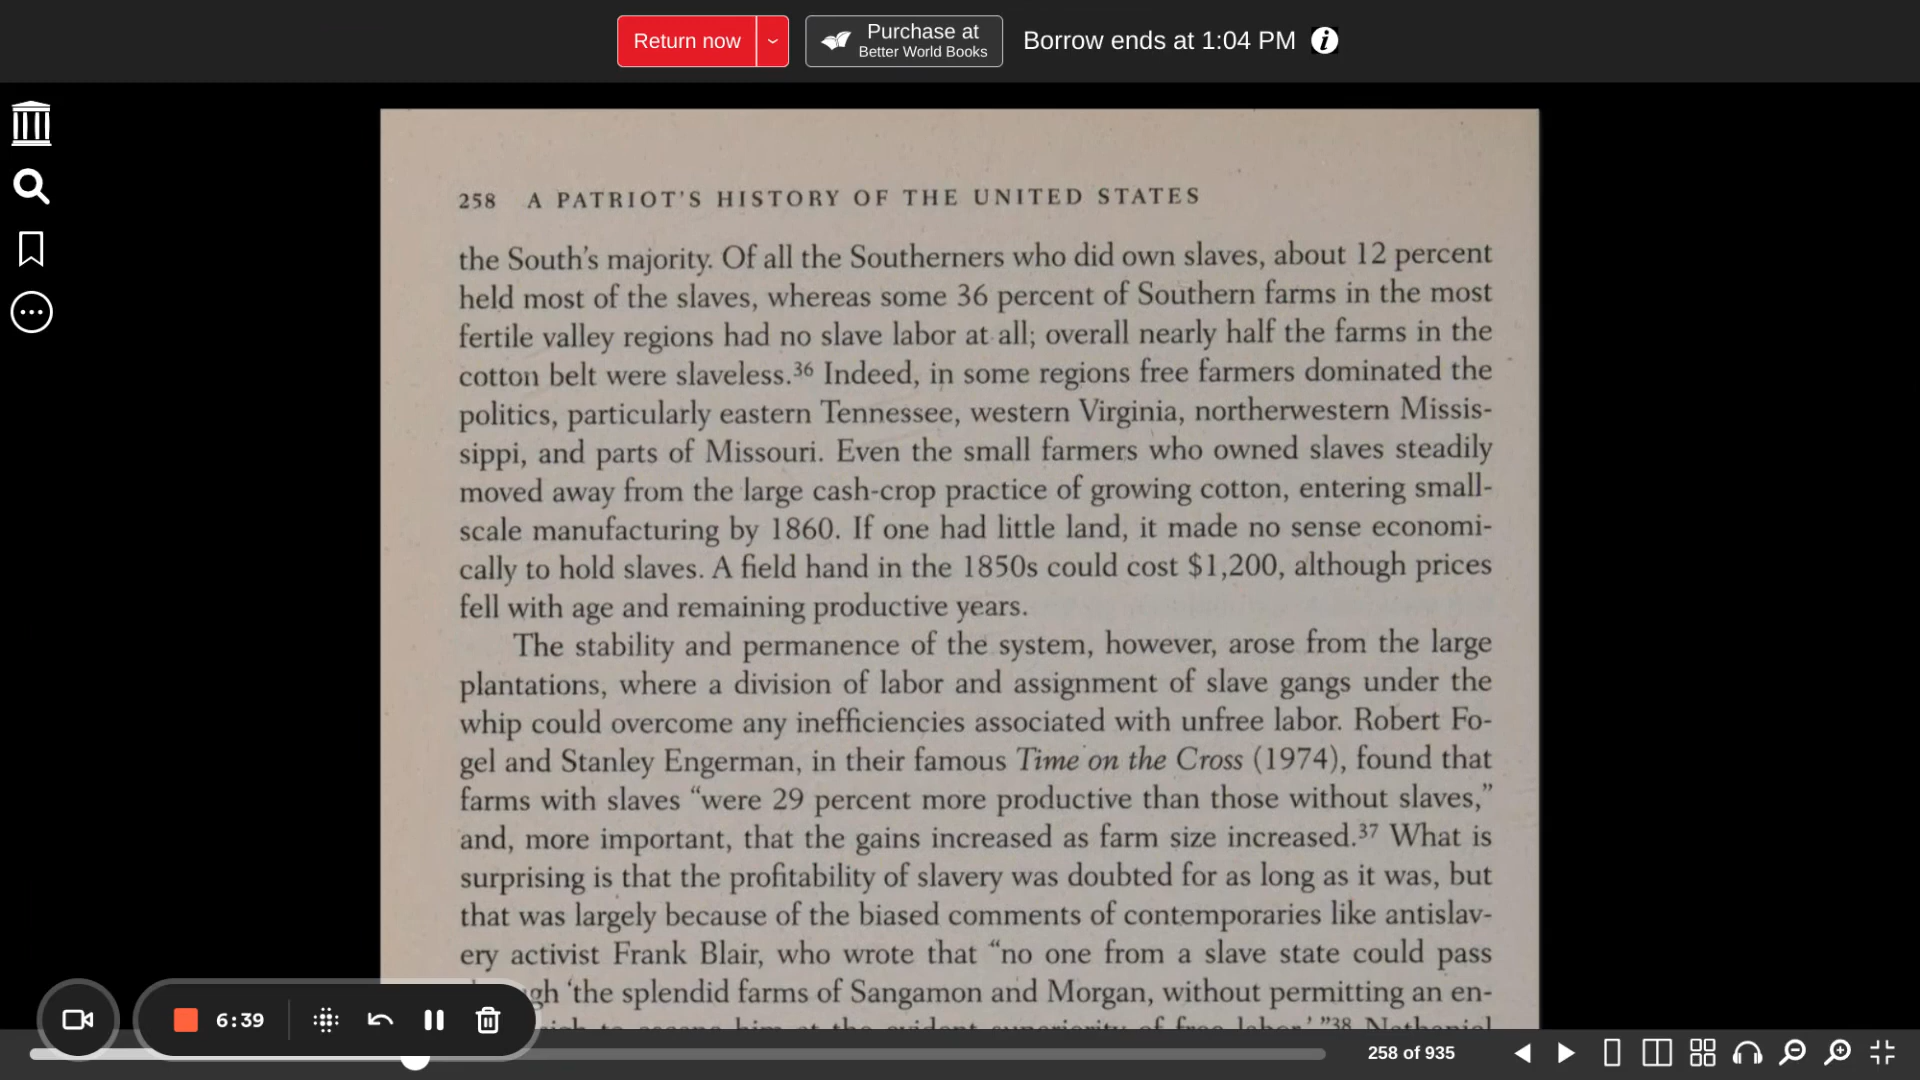 Return now
Purchase at
Better World Books
Borrow ends at 1:04 PM
258 A PATRIOT'S HISTORY OF THE UNITED STATES
the South's majority. Of all the Southerners who did own slaves, about 12 percent
held most of the slaves, whereas some 36 percent of Southern farms in the most
fertile valley regions had no slave labor at all; overall nearly half the farms in the
cotton belt were slaveless.36 Indeed, in some regions free farmers dominated the
politics, particularly eastern Tennessee, western Virginia, northerwestern Missis-
sippi, and parts of Missouri. Even the small farmers who owned slaves steadily
moved away from the large cash-crop practice of growing cotton, entering small-
scale manufacturing by 1860. If one had little land, it made no sense economi-
cally to hold slaves. A field hand in the 1850s could cost $1,200, although prices
fell with age and remaining productive years.
The stability and permanence of the system, however, arose from the large
plantations, where a division of labor and assignment of slave gangs under the
whip could overcome any inefficiencies associated with unfree labor. Robert Fo-
gel and Stanley Engerman, in their famous Time on the Cross (1974), found that
farms with slaves “were 29 percent more productive than those without slaves,”
and, more important, that the gains increased as farm size increased.37 What is
surprising is that the profitability of slavery was doubted for as long as it was, but
that was largely because of the biased comments of contemporaries like antislav-
ery activist Frank Blair, who wrote that “no one from a slave state could pass
‘the splendid farms of Sangamon and Morgan, without permitting an en-
to escape him at the evident superiority of free labor.’”38 Nathaniel
6:39
258 of 935